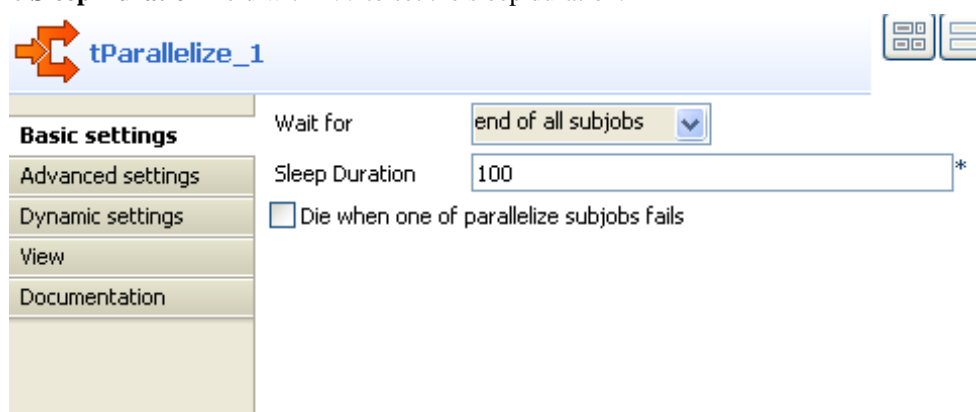 tParallelize_1
Basic settings
Wait for end of all subjobs
Advanced settings
Sleep Duration 100 *
Dynamic settings
Die when one of parallelize subjobs fails
View
Documentation